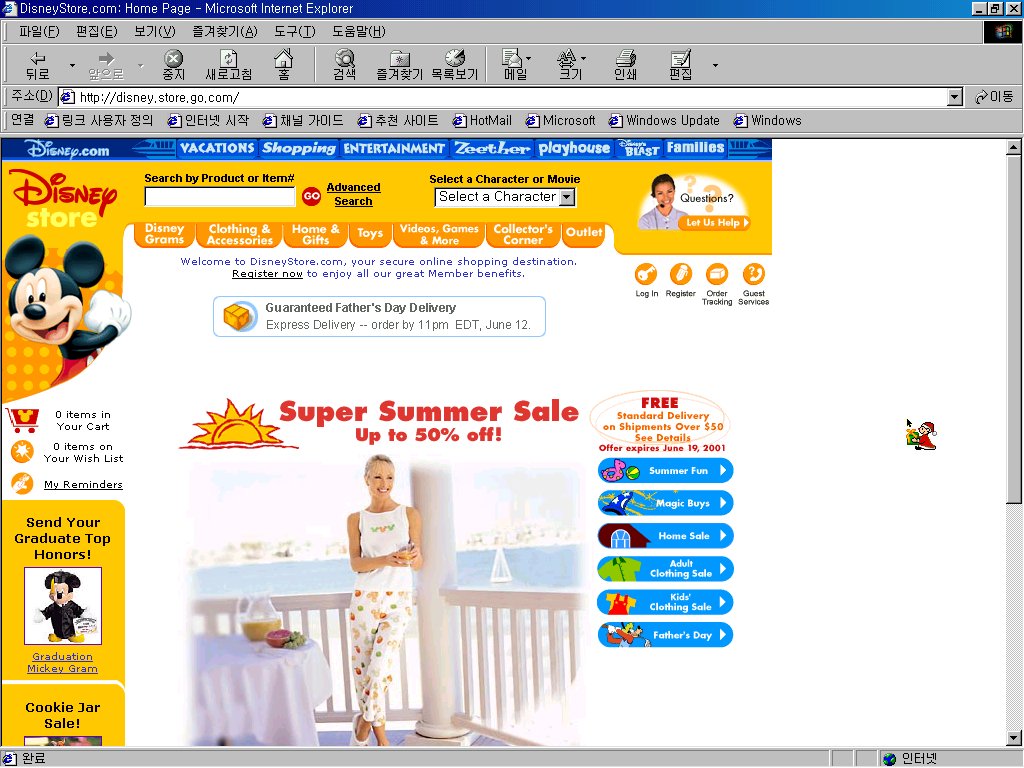 DisneyStore.com: Home Page - Microsoft Internet Explorer
파일(F) 편집(E) 보기(V) 즐겨찾기(A) 도구(T) 도움말(H)
뒤로 앞으로 중지 새로고침 홈 검색 즐겨찾기 목록보기 메일 크기 인쇄 편집
주소(D) http://disney.store.go.com/ 이동
연결 링크 사용자 정의 인터넷 시작 채널 가이드 추천 사이트 HotMail Microsoft Windows Update Windows
Disney.com VACATIONS Shopping ENTERTAINMENT Zeether playhouse Disney's BLAST Families
Disney
store
Search by Product or Item#
GO
Advanced
Search
Select a Character or Movie
Select a Character
Questions?
Let Us Help
Disney
Grams
Clothing &
Accessories
Home &
Gifts
Toys
Videos, Games
& More
Collector's
Corner
Outlet
Welcome to DisneyStore.com, your secure online shopping destination.
Register now to enjoy all our great Member benefits.
Log In
Register
Order
Tracking
Guest
Services
Guaranteed Father's Day Delivery
Express Delivery -- order by 11pm EDT, June 12.
0 items in
Your Cart
0 items on
Your Wish List
My Reminders
Super Summer Sale
Up to 50% off!
FREE
Standard Delivery
on Shipments Over $50
See Details
Offer expires June 19, 2001
Summer Fun
Magic Buys
Home Sale
Adult
Clothing Sale
Kids'
Clothing Sale
Father's Day
Send Your
Graduate Top
Honors!
Graduation
Mickey Gram
Cookie Jar
Sale!
완료
인터넷